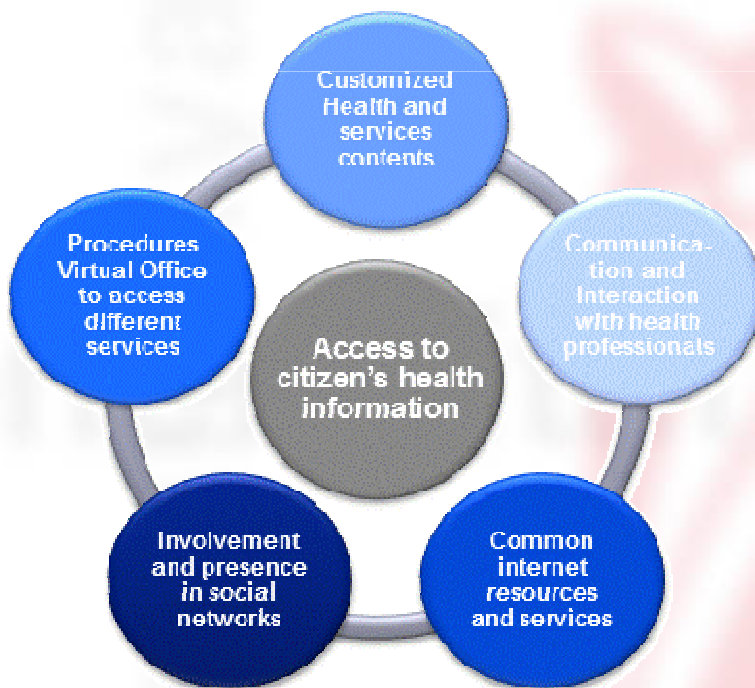 Customized
Health and
services
contents
Communica-
tion and
Interaction
with health
professionals
Common
internet
resources
and services
Involvement
and presence
in social
networks
Procedures
Virtual Office
to access
different
services
Access to
citizen's health
information